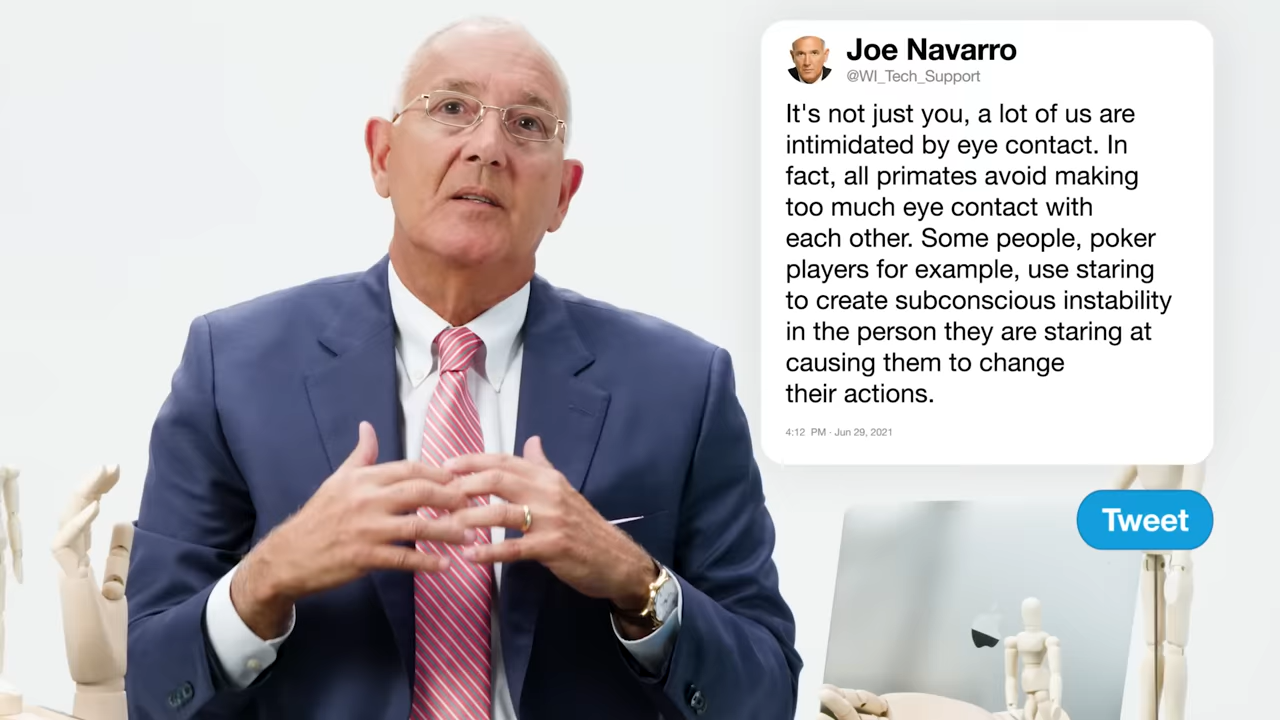 Joe Navarro
@WI_Tech_Support
It's not just you, a lot of us are
intimidated by eye contact. In
fact, all primates avoid making
too much eye contact with
each other. Some people, poker
players for example, use staring
to create subconscious instability
in the person they are staring at
causing them to change
their actions.
4:12 PM · Jun 29, 2021
Tweet